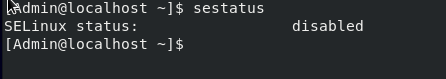 [Admin@localhost ~]$ sestatus
SELinux status:                 disabled
[Admin@localhost ~]$